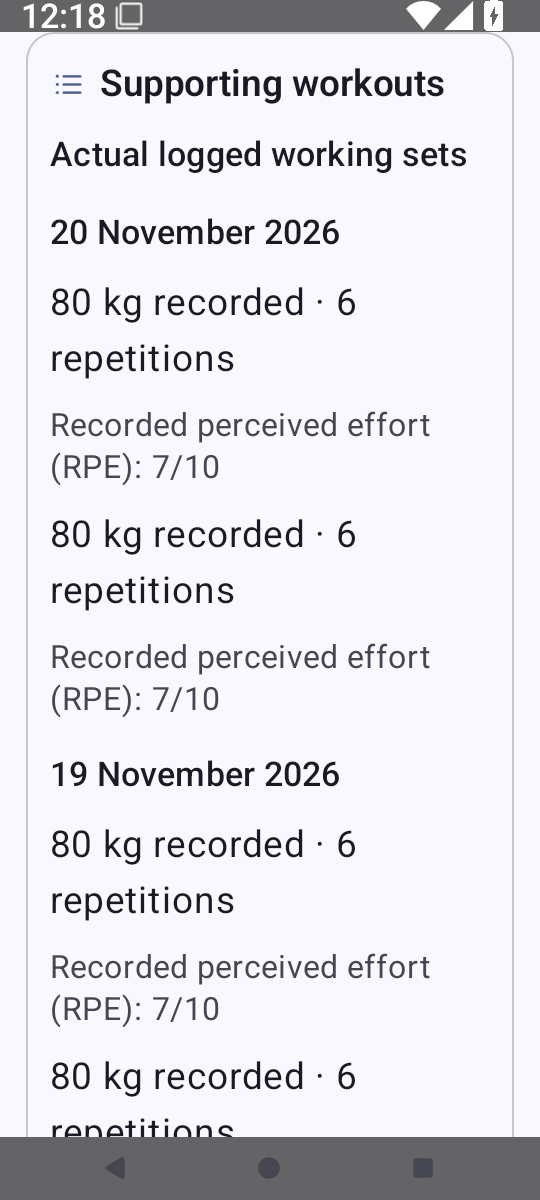 12:18
Supporting workouts
Actual logged working sets
20 November 2026
80 kg recorded · 6
repetitions
Recorded perceived effort
(RPE): 7/10
80 kg recorded · 6
repetitions
Recorded perceived effort
(RPE): 7/10
19 November 2026
80 kg recorded · 6
repetitions
Recorded perceived effort
(RPE): 7/10
80 kg recorded · 6
repetitions